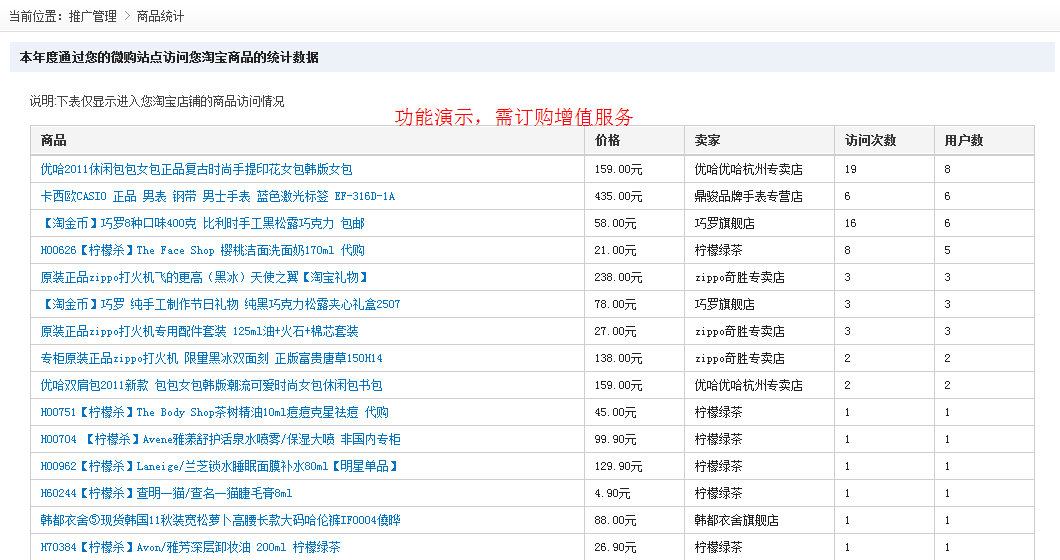 当前位置：推广管理 > 商品统计
本年度通过您的微购站点访问您淘宝商品的统计数据
说明:下表仅显示进入您淘宝店铺的商品访问情况
功能演示，需订购增值服务
商品 价格 卖家 访问次数 用户数
优哈2011休闲包包女包正品复古时尚手提印花女包韩版女包 159.00元 优哈优哈杭州专卖店 19 8
卡西欧CASIO 正品 男表 钢带 男士手表 蓝色激光标签 EF-316D-1A 435.00元 鼎骏品牌手表专营店 6 6
【淘金币】巧罗8种口味400克 比利时手工黑松露巧克力 包邮 58.00元 巧罗旗舰店 16 6
H00626【柠檬杀】The Face Shop 樱桃洁面洗面奶170ml 代购 21.00元 柠檬绿茶 8 5
原装正品zippo打火机飞的更高（黑冰）天使之翼【淘宝礼物】 238.00元 zippo奇胜专卖店 3 3
【淘金币】巧罗 纯手工制作节日礼物 纯黑巧克力松露夹心礼盒2507 78.00元 巧罗旗舰店 3 3
原装正品zippo打火机专用配件套装 125ml油+火石+棉芯套装 27.00元 zippo奇胜专卖店 3 3
专柜原装正品zippo打火机 限量黑冰双面刻 正版富贵唐草150H14 138.00元 zippo奇胜专卖店 2 2
优哈双肩包2011新款 包包女包韩版潮流可爱时尚女包休闲包书包 159.00元 优哈优哈杭州专卖店 2 2
H00751【柠檬杀】The Body Shop茶树精油10ml痘痘克星祛痘 代购 45.00元 柠檬绿茶 1 1
H00704 【柠檬杀】Avene雅漾舒护活泉水喷雾/保湿大喷 非国内专柜 99.90元 柠檬绿茶 1 1
H00962【柠檬杀】Laneige/兰芝锁水睡眠面膜补水80ml【明星单品】 129.90元 柠檬绿茶 1 1
H60244【柠檬杀】查明一猫/查名一猫睫毛膏8ml 4.90元 柠檬绿茶 1 1
韩都衣舍⑤现货韩国11秋装宽松萝卜高腰长款大码哈伦裤IF0004僥晔 88.00元 韩都衣舍旗舰店 1 1
H70384【柠檬杀】Avon/雅芳深层卸妆油 200ml 柠檬绿茶 26.90元 柠檬绿茶 1 1